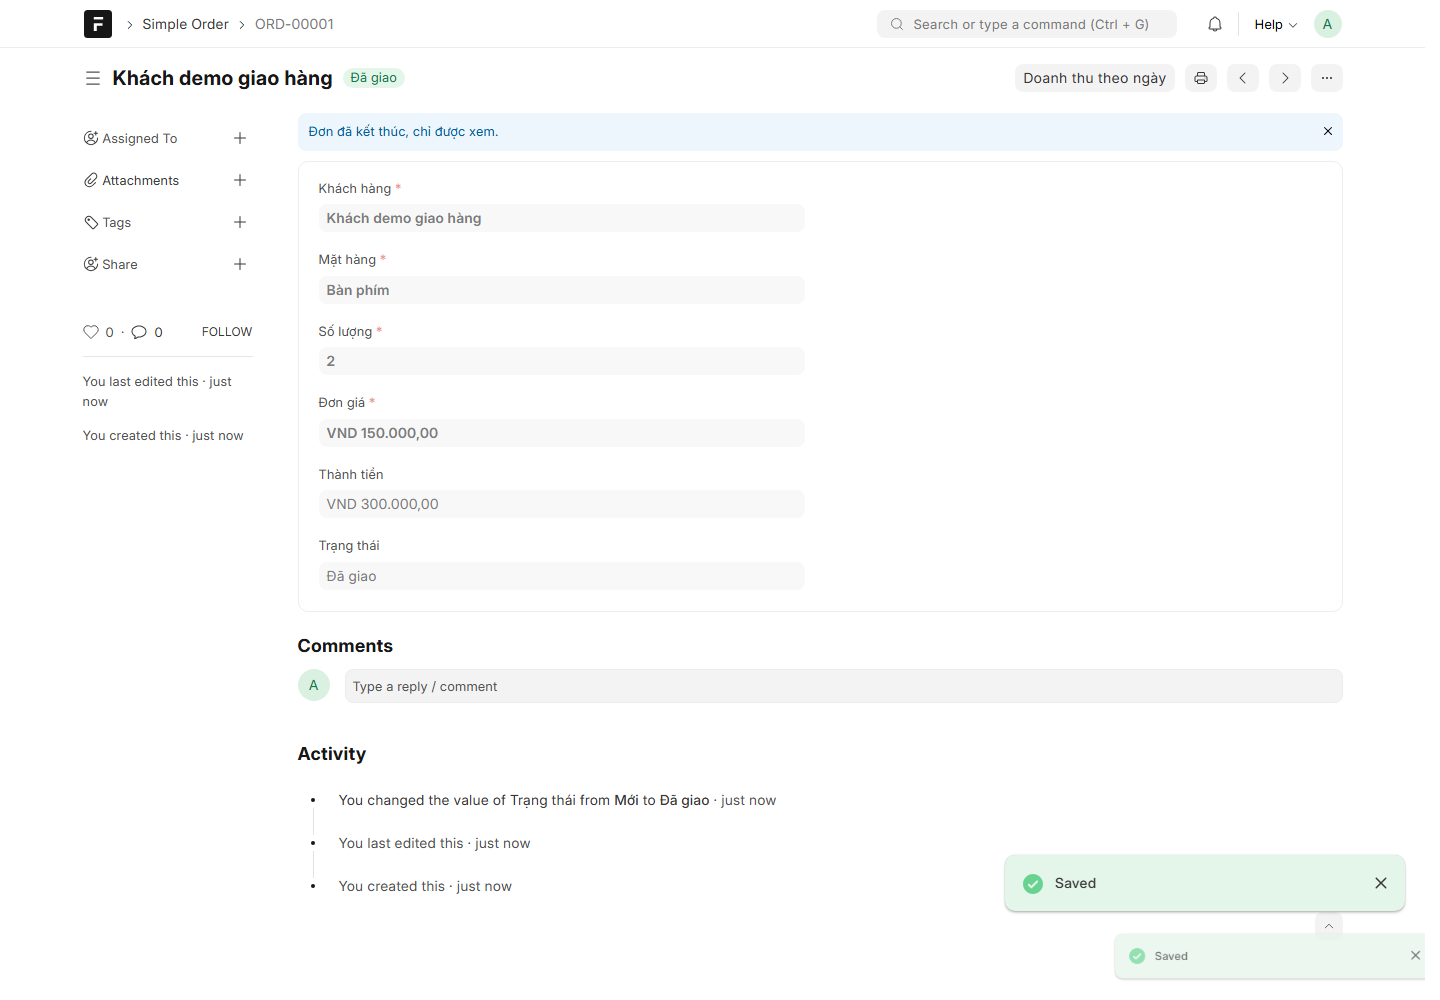 Simple Order
ORD-00001
Search or type a command (Ctrl + G)
Help
A
Khách demo giao hàng
Đã giao
Doanh thu theo ngày
Assigned To
Attachments
Tags
Share
0 · 0
FOLLOW
You last edited this · just
now
You created this · just now
Đơn đã kết thúc, chỉ được xem.
Khách hàng *
Khách demo giao hàng
Mặt hàng *
Bàn phím
Số lượng *
2
Đơn giá *
VND 150.000,00
Thành tiền
VND 300.000,00
Trạng thái
Đã giao
Comments
A
Type a reply / comment
Activity
You changed the value of Trạng thái from Mới to Đã giao · just now
You last edited this · just now
You created this · just now
Saved
Saved